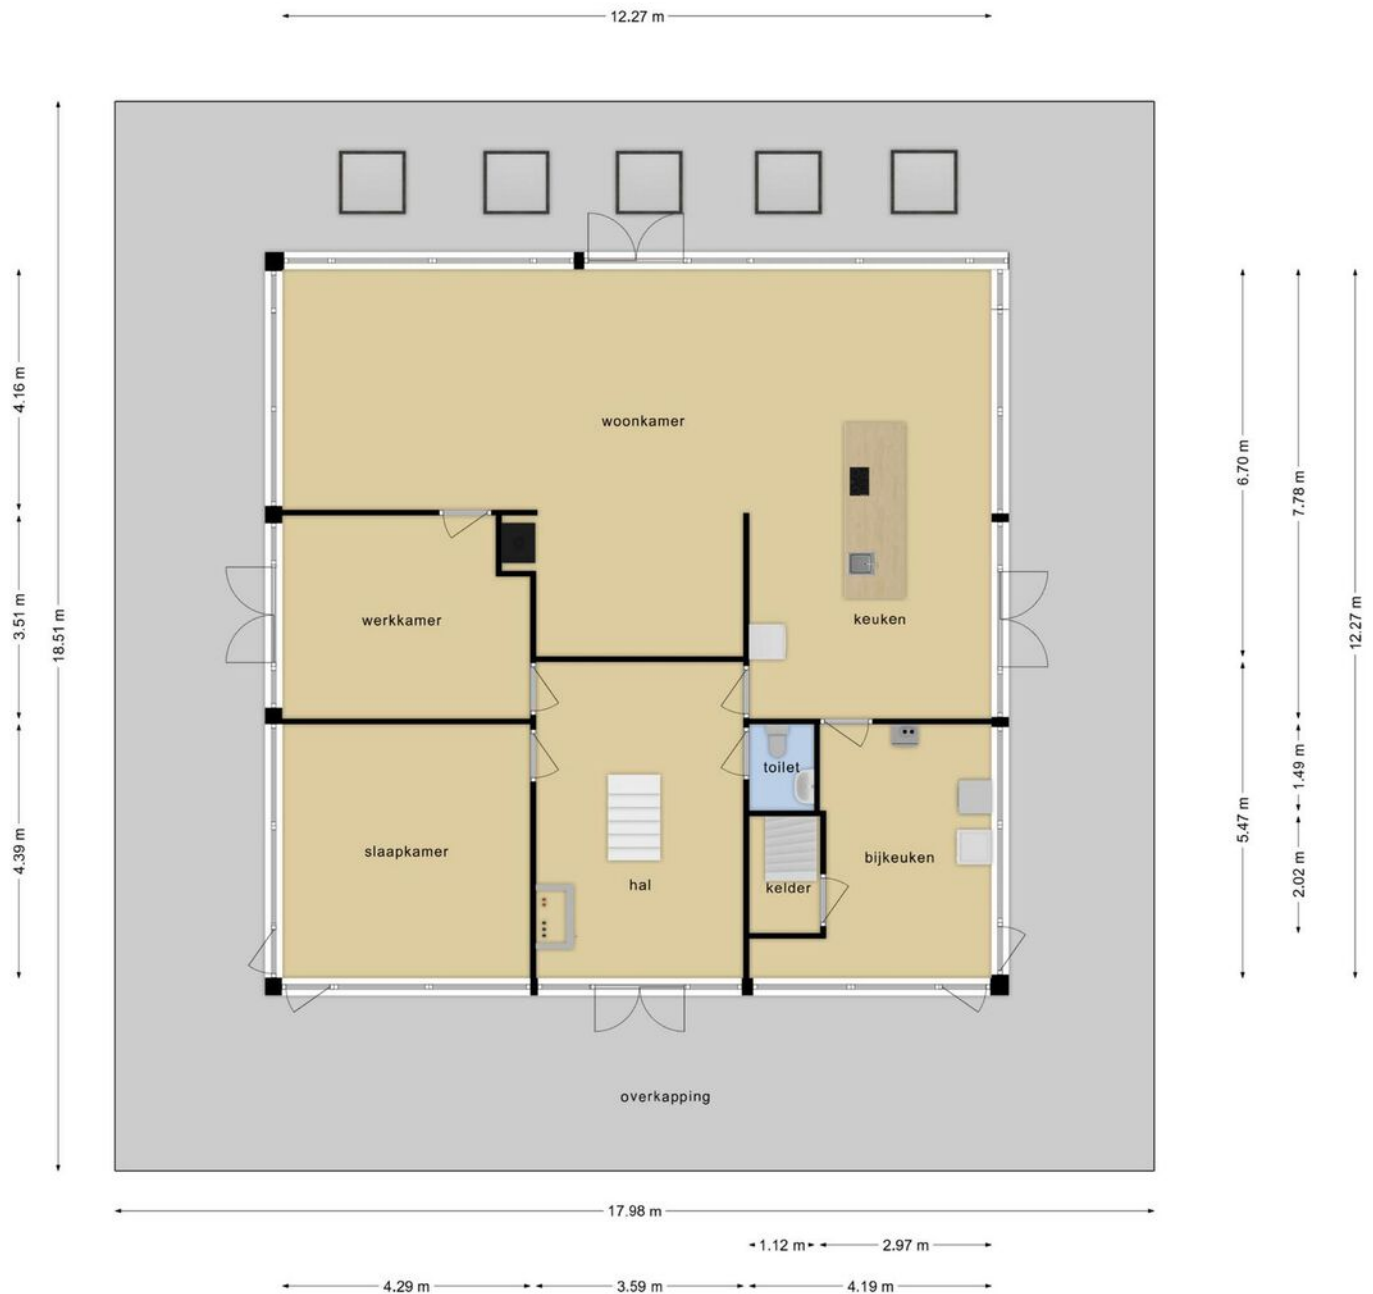 12.27 m
4.16 m
3.51 m
4.39 m
18.51 m
woonkamer
werkkamer
keuken
toilet
slaapkamer
hal
kelder
bijkeuken
overkapping
6.70 m
5.47 m
7.78 m
1.49 m
2.02 m
12.27 m
17.98 m
1.12 m
2.97 m
4.29 m
3.59 m
4.19 m